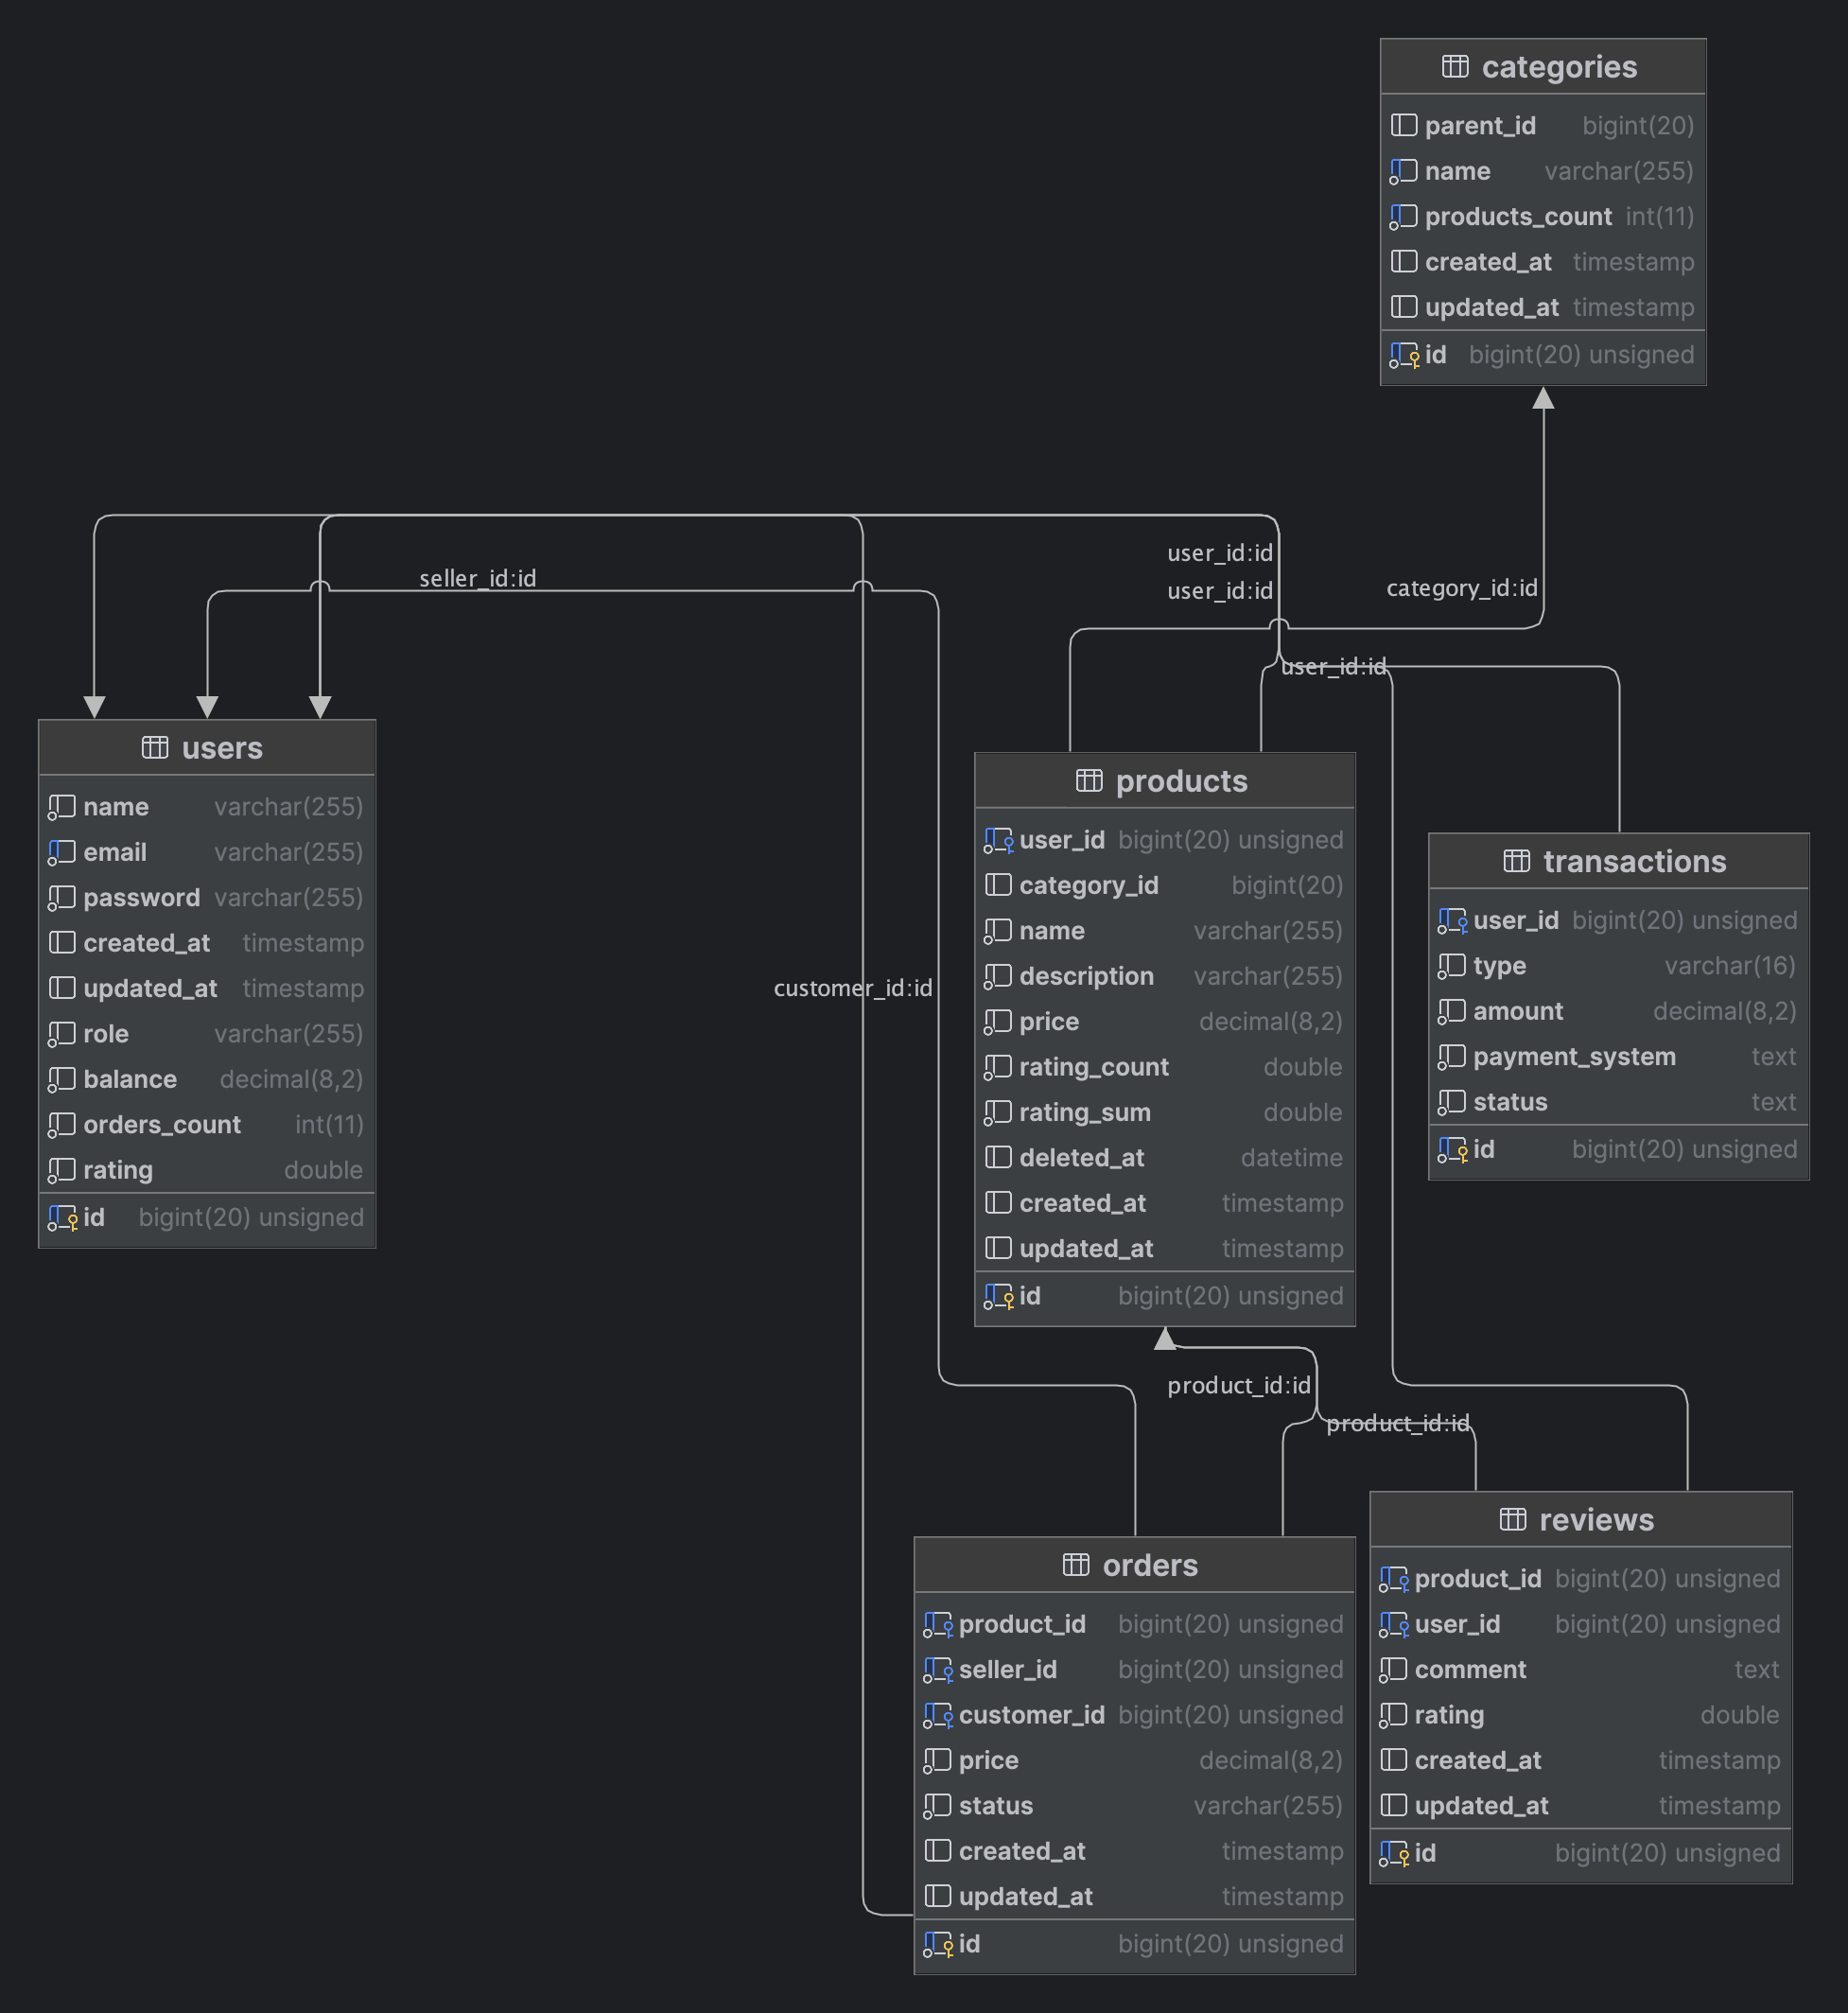 categories
parent_id bigint(20)
name varchar(255)
products_count int(11)
created_at timestamp
updated_at timestamp
id bigint(20) unsigned
user_id:id
seller_id:id
user_id:id
category_id:id
user_id:id
users
name varchar(255)
email varchar(255)
password varchar(255)
created_at timestamp
updated_at timestamp
role varchar(255)
balance decimal(8,2)
orders_count int(11)
rating double
id bigint(20) unsigned
customer_id:id
products
user_id bigint(20) unsigned
category_id bigint(20)
name varchar(255)
description varchar(255)
price decimal(8,2)
rating_count double
rating_sum double
deleted_at datetime
created_at timestamp
updated_at timestamp
id bigint(20) unsigned
transactions
user_id bigint(20) unsigned
type varchar(16)
amount decimal(8,2)
payment_system text
status text
id bigint(20) unsigned
product_id:id
product_id:id
orders
product_id bigint(20) unsigned
seller_id bigint(20) unsigned
customer_id bigint(20) unsigned
price decimal(8,2)
status varchar(255)
created_at timestamp
updated_at timestamp
id bigint(20) unsigned
reviews
product_id bigint(20) unsigned
user_id bigint(20) unsigned
comment text
rating double
created_at timestamp
updated_at timestamp
id bigint(20) unsigned